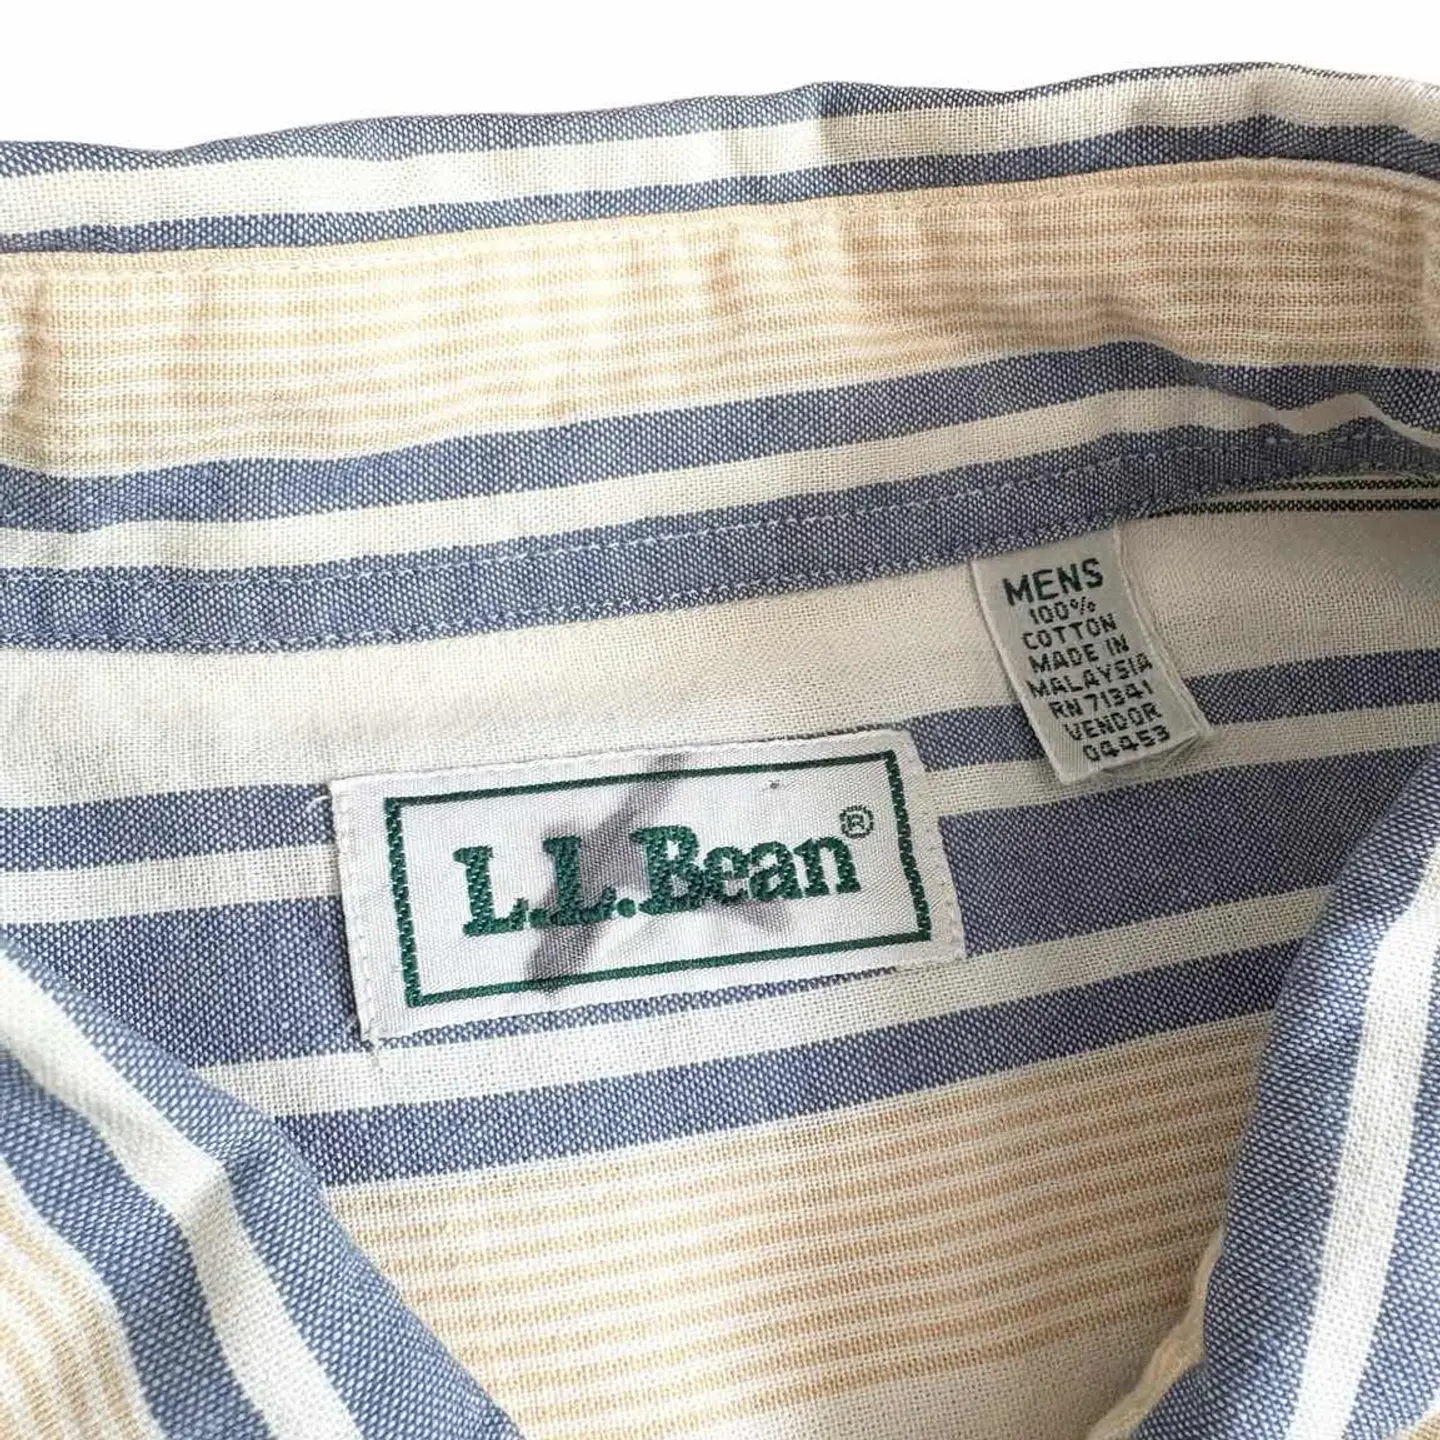 MENS
100%
COTTON
MADE IN
MALAYSIA
RN 71341
VENDOR
04453
L.L.Bean®